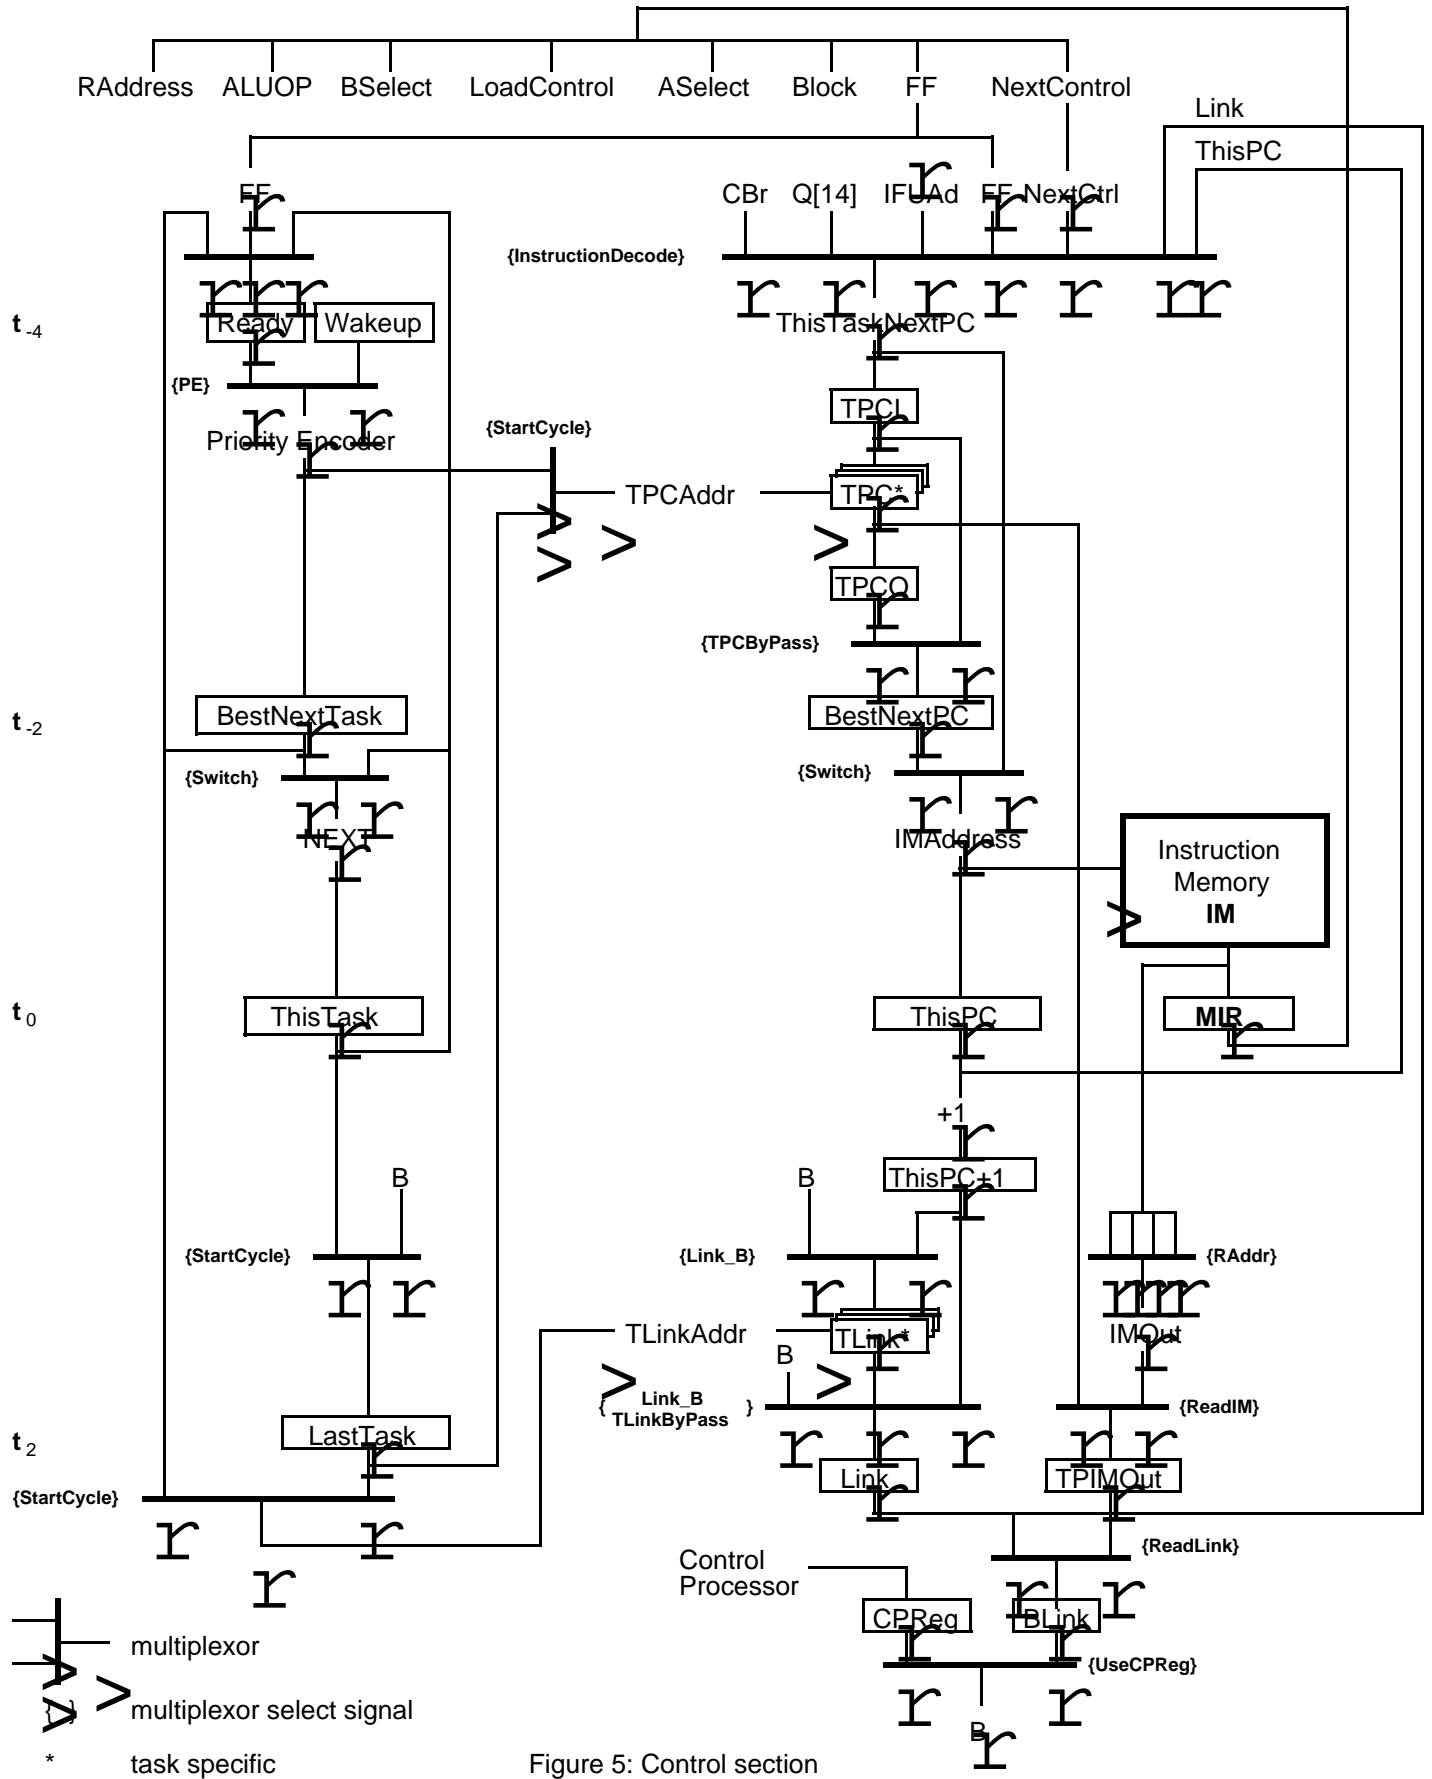 RAddress ALUOP BSelect LoadControl ASelect Block FF NextControl
Link
ThisPC
FF CBr Q[14] IFUAd FF NextCtrl
{InstructionDecode}
t -4 Ready Wakeup ThisTaskNextPC
{PE}
TPCI
Priority Encoder {StartCycle}
TPCAddr TPC*
TPCO
{TPCByPass}
t -2 BestNextTask BestNextPC
{Switch} {Switch}
NEXT IMAddress
Instruction
Memory
IM
t 0 ThisTask ThisPC MIR
+1
B B ThisPC+1
{StartCycle} {Link_B} {RAddr}
TLinkAddr TLink* IMOut
B
{ Link_B } {ReadIM}
TLinkByPass
t 2 LastTask
Link TPIMOut
{StartCycle}
{ReadLink}
Control
Processor
CPReg BLink
multiplexor
{UseCPReg}
{ } multiplexor select signal
B
* task specific Figure 5: Control section